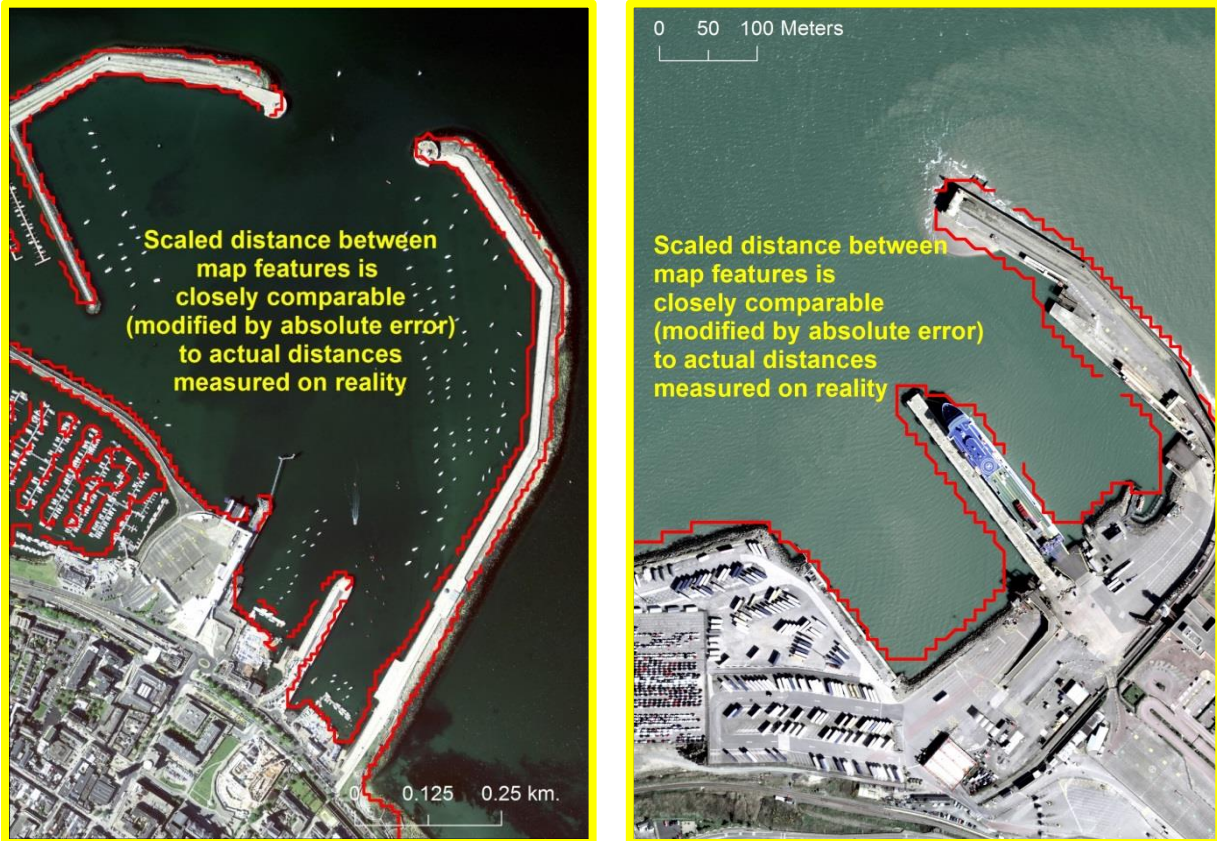 Scaled distance between
map features is
closely comparable
(modified by absolute error)
to actual distances
measured on reality
0 0.125 0.25 km.
0 50 100 Meters
Scaled distance between
map features is
closely comparable
(modified by absolute error)
to actual distances
measured on reality